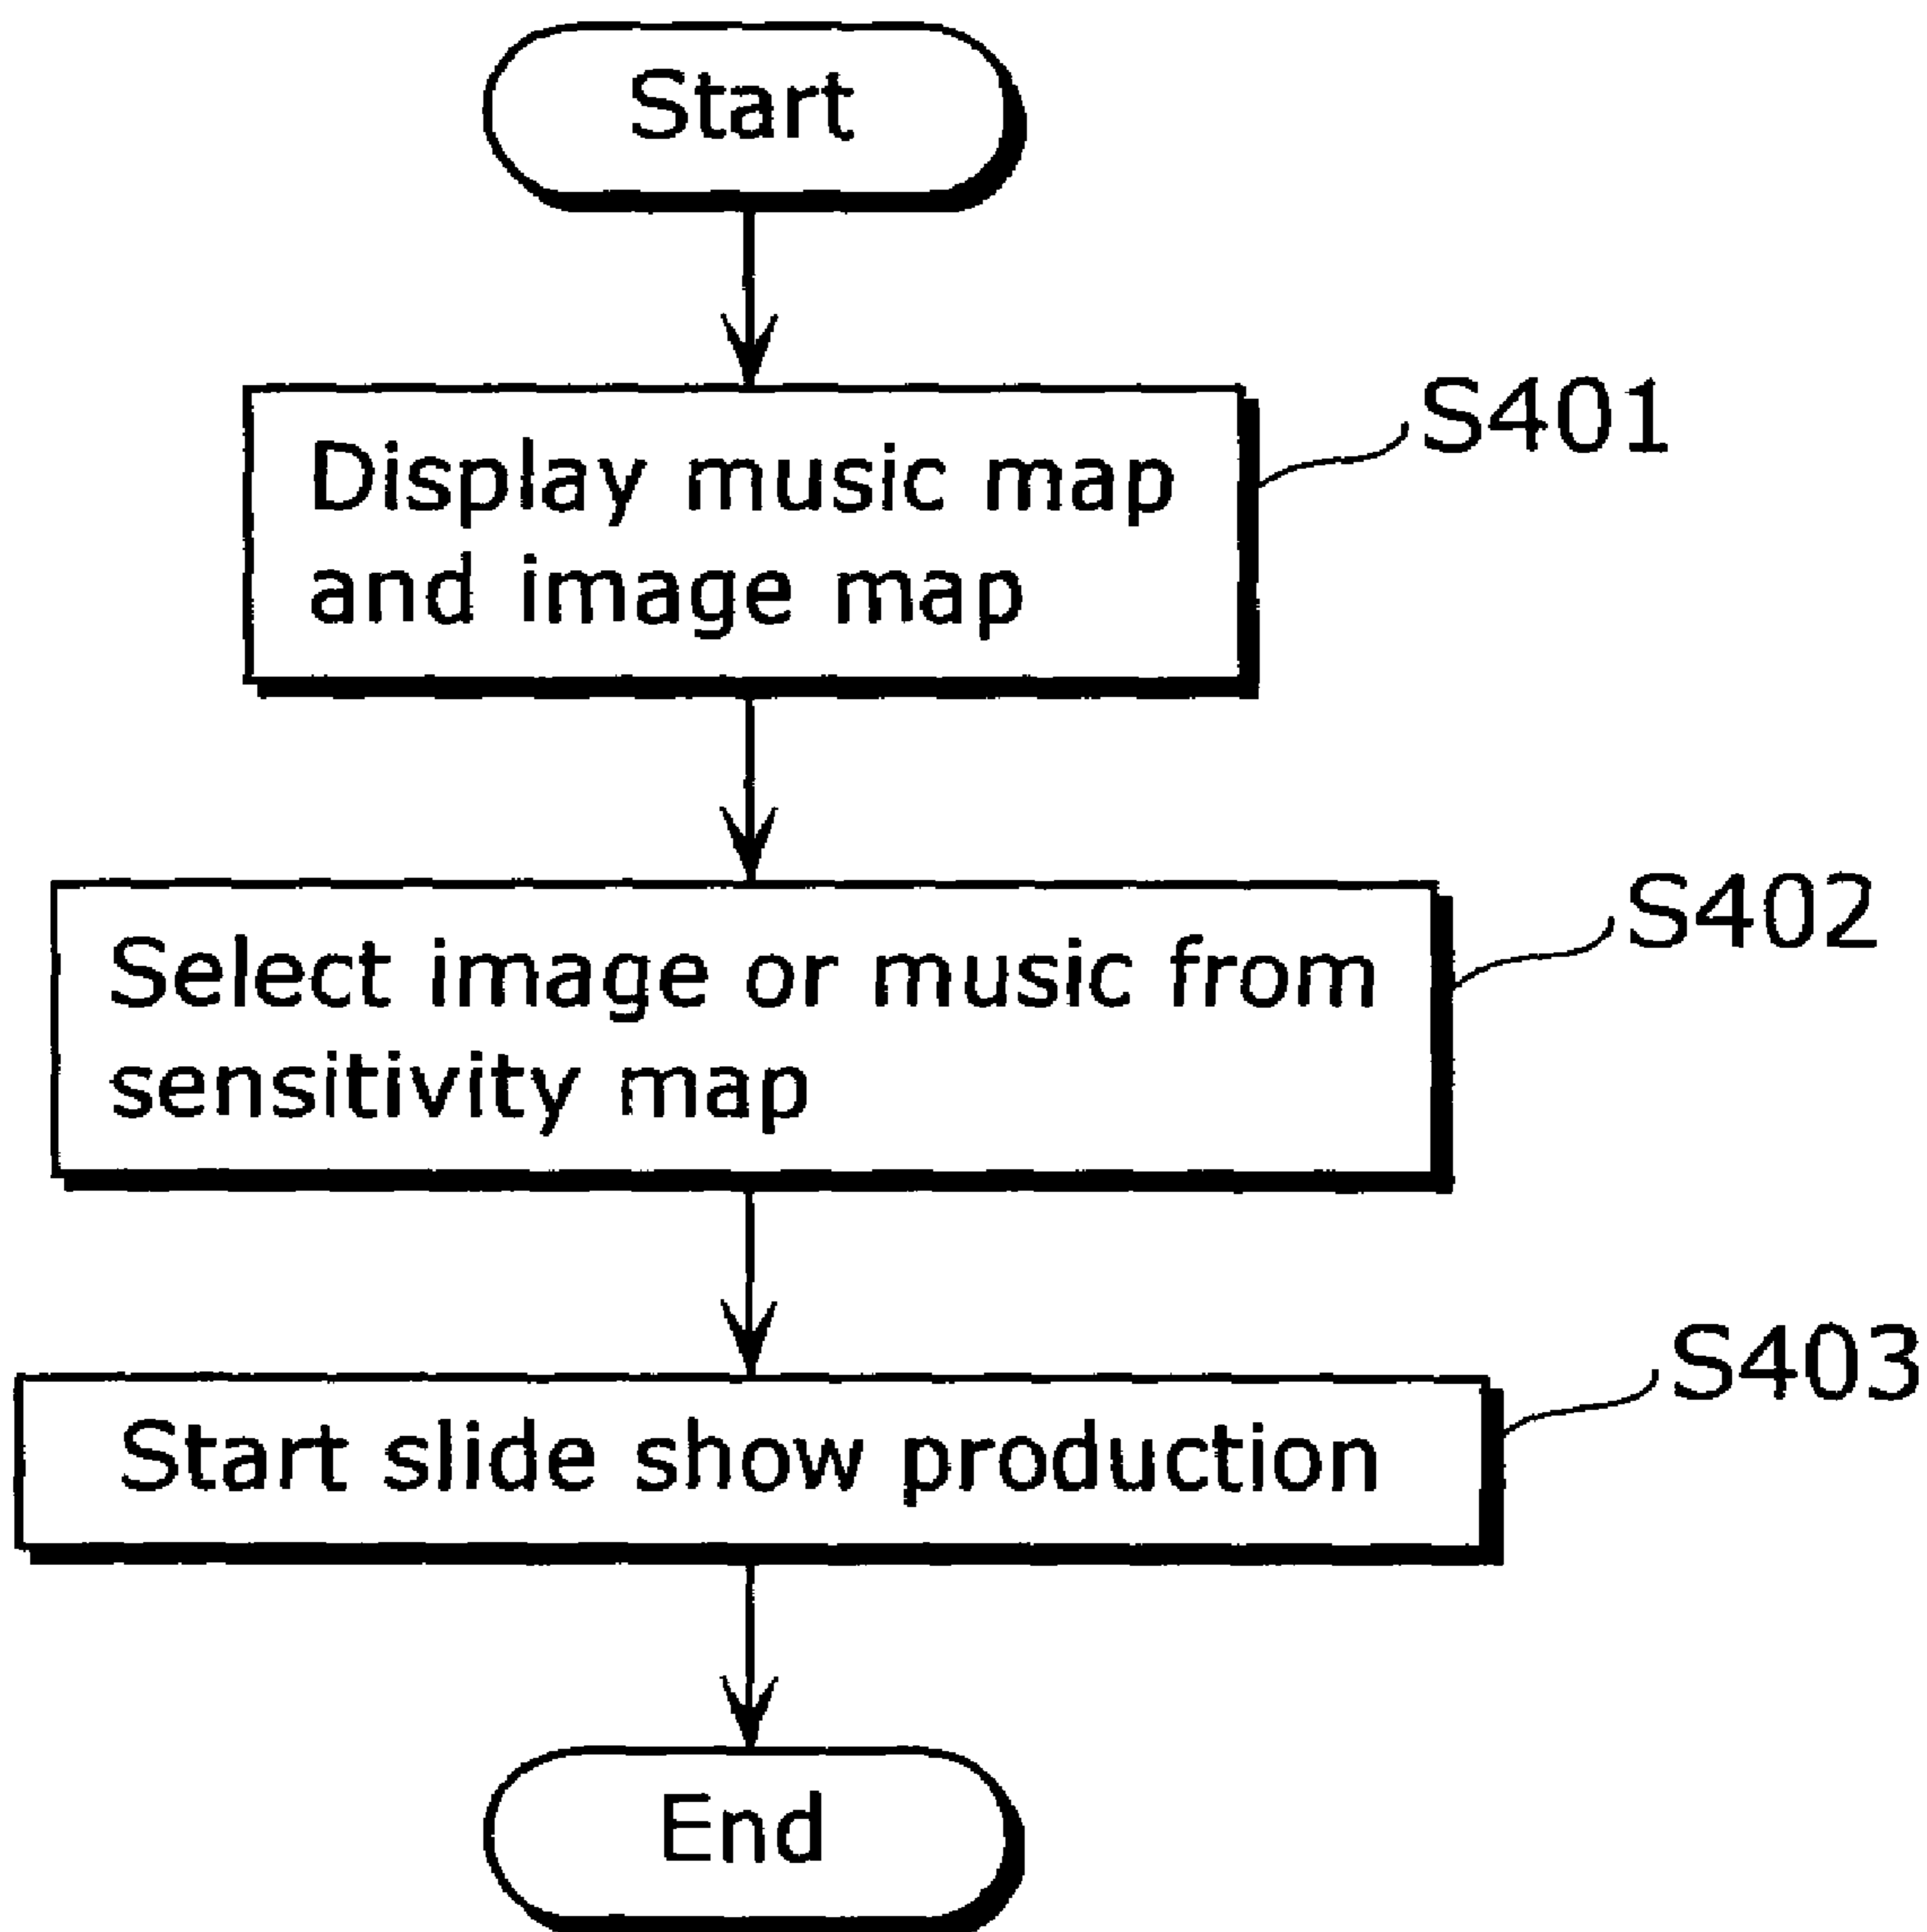 Start
S401
Display music map
and image map
S402
Select image or music from
sensitivity map
S403
Start slide show production
End